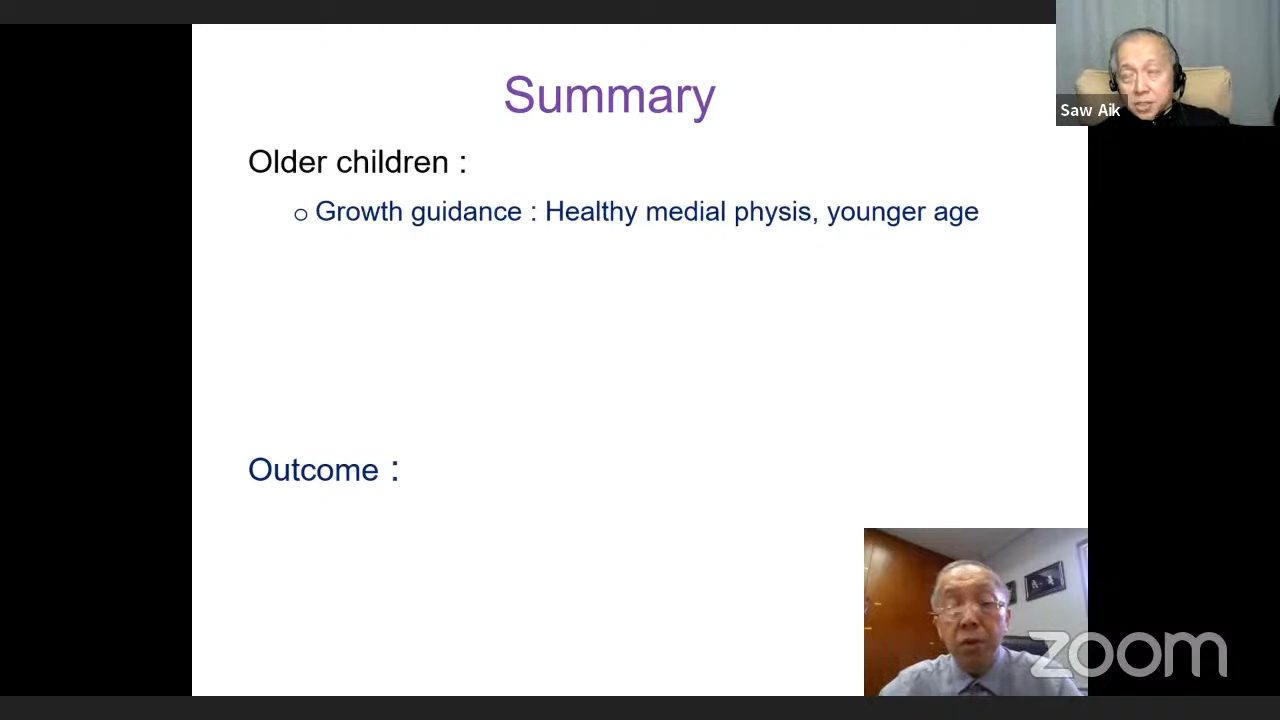 Summary
Older children :
o Growth guidance : Healthy medial physis, younger age
Outcome :
Saw Aik
zoom